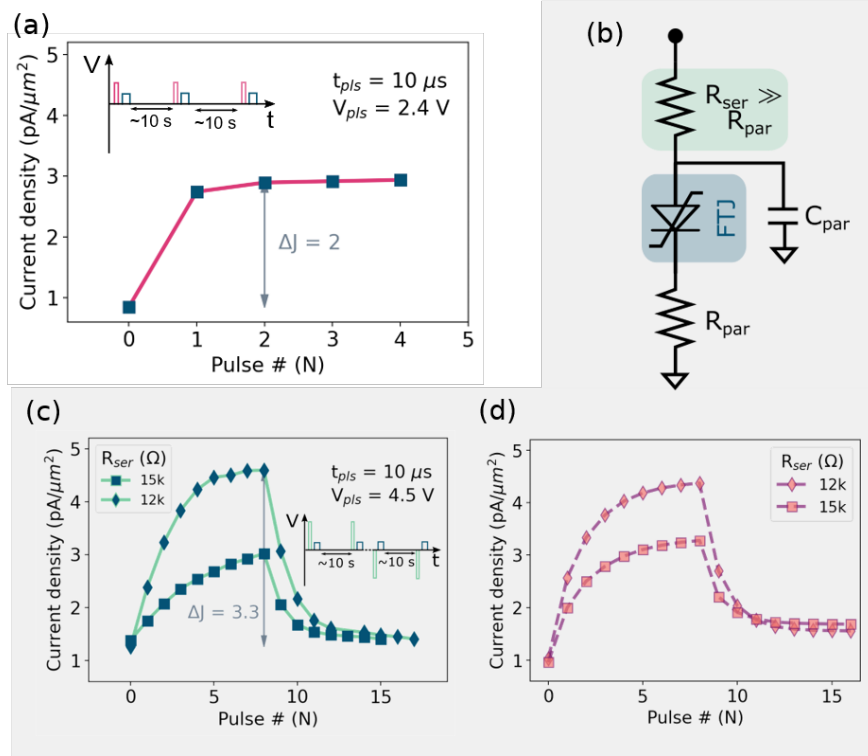 (a)
Current density (pA/μm²)
5
4
3
2
1
V
~10 s
~10 s
t
t_pls = 10 μs
V_pls = 2.4 V
ΔJ = 2
0
1
2
3
4
5
Pulse # (N)
(b)
R_ser ≫
R_par
FTJ
C_par
R_par
(c)
Current density (pA/μm²)
5
4
3
2
1
R_ser (Ω)
15k
12k
t_pls = 10 μs
V_pls = 4.5 V
V
~10 s
~10 s
t
ΔJ = 3.3
0
5
10
15
Pulse # (N)
(d)
Current density (pA/μm²)
5
4
3
2
1
R_ser (Ω)
12k
15k
0
5
10
15
Pulse # (N)